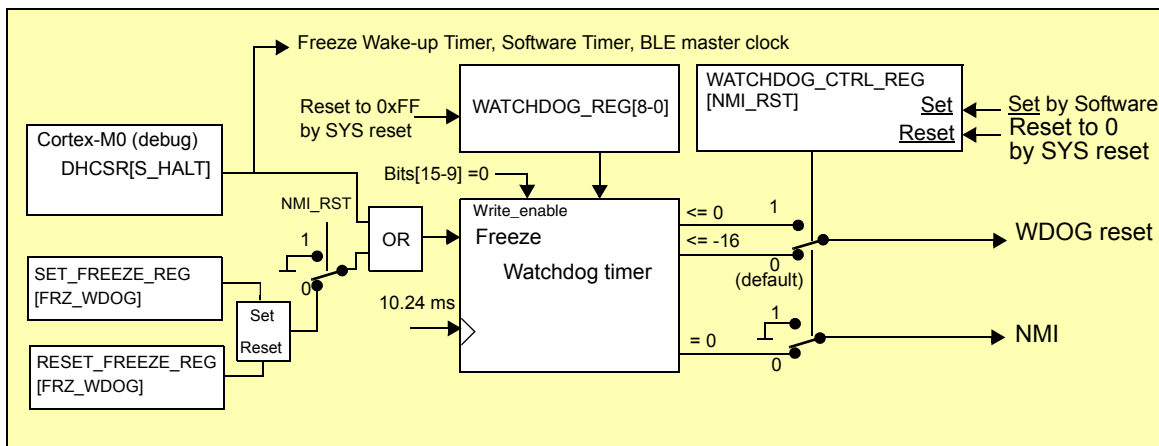 Freeze Wake-up Timer, Software Timer, BLE master clock
WATCHDOG_CTRL_REG
[NMI_RST]
Set
Reset
Set by Software
Reset to 0
by SYS reset
Reset to 0xFF
by SYS reset
WATCHDOG_REG[8-0]
Cortex-M0 (debug)
DHCSR[S_HALT]
Bits[15-9] =0
NMI_RST
1
0
OR
Write_enable
Freeze
Watchdog timer
10.24 ms
<= 0
<= -16
= 0
1
0
(default)
WDOG reset
1
0
NMI
SET_FREEZE_REG
[FRZ_WDOG]
Set
Reset
RESET_FREEZE_REG
[FRZ_WDOG]